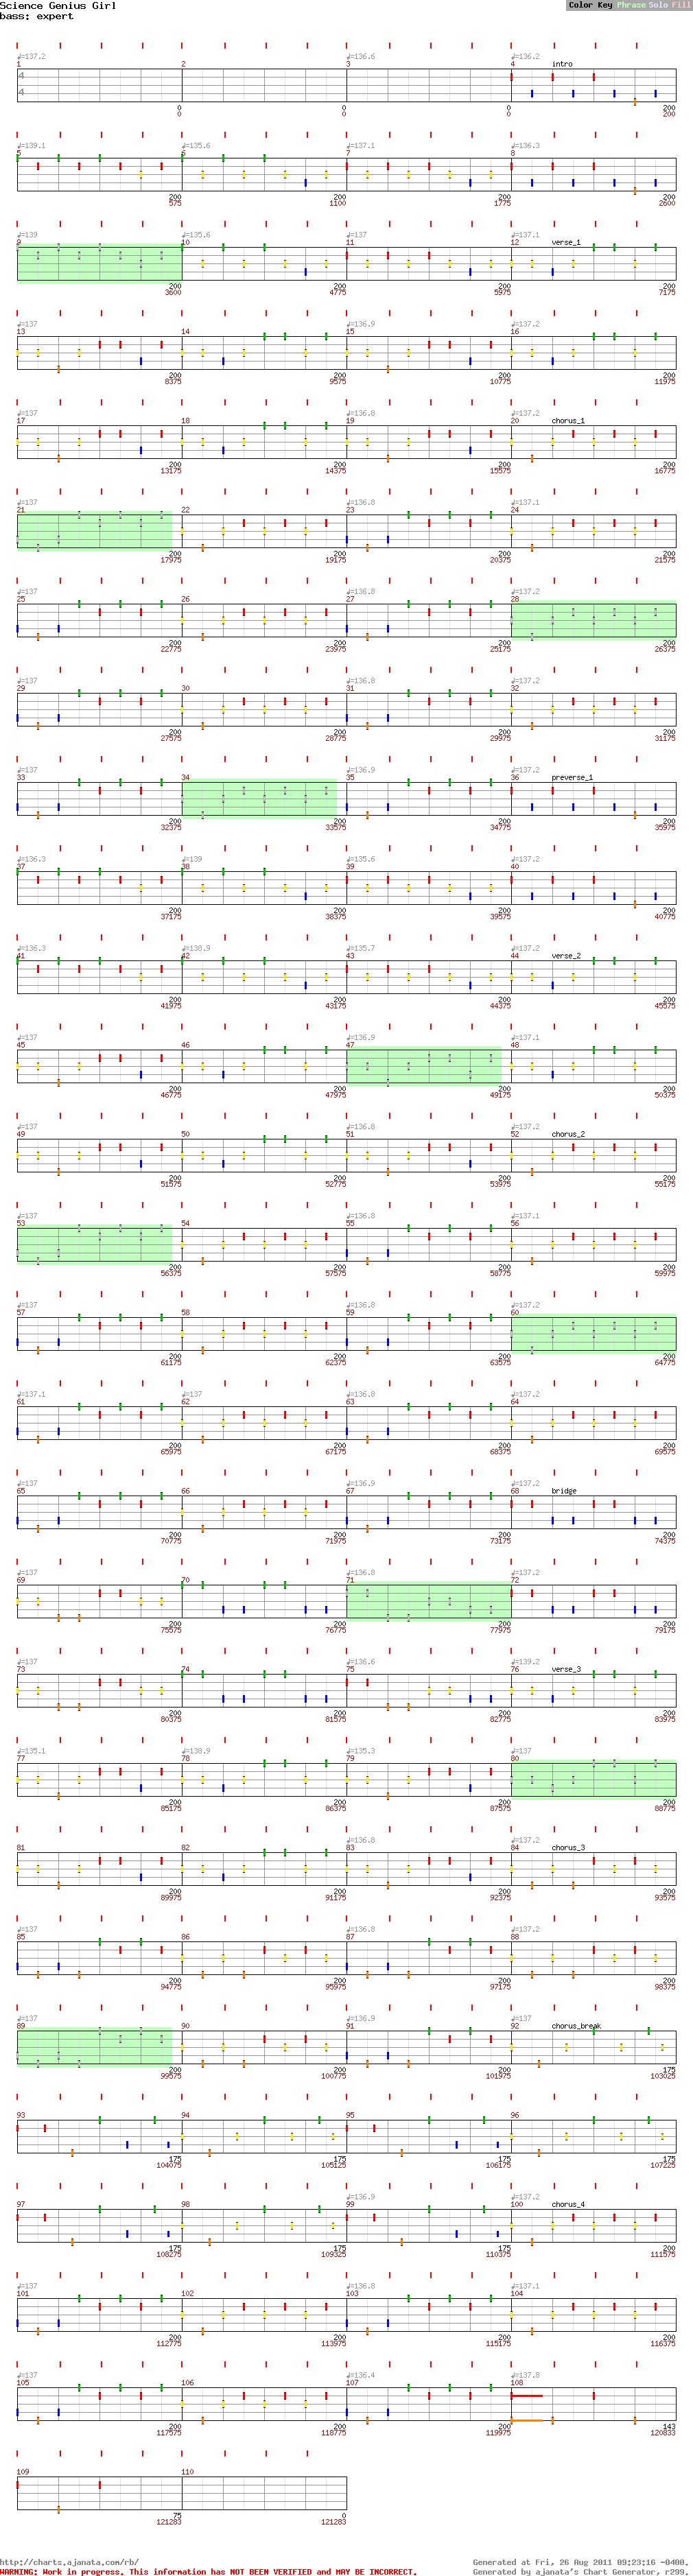 Science Genius Girl
Color Key Phrase Solo Fill
bass: expert
♩=137.2 ♩=136.6 ♩=136.2
1 2 3 4 intro
0 0 0 200
0 0 0 200
♩=139.1 ♩=135.6 ♩=137.1 ♩=136.3
5 6 7 8
200 200 200 200
575 1100 1775 2600
♩=139 ♩=135.6 ♩=137 ♩=137.1
9 10 11 12 verse_1
200 200 200 200
3600 4775 5975 7175
♩=137 ♩=136.9 ♩=137.2
13 14 15 16
200 200 200 200
8375 9575 10775 11975
♩=137 ♩=136.8 ♩=137.2
17 18 19 20 chorus_1
200 200 200 200
13175 14375 15575 16775
♩=137 ♩=136.8 ♩=137.1
21 22 23 24
200 200 200 200
17975 19175 20375 21575
♩=137 ♩=136.8 ♩=137.2
25 26 27 28
200 200 200 200
22775 23975 25175 26375
♩=137 ♩=136.8 ♩=137.2
29 30 31 32
200 200 200 200
27575 28775 29975 31175
♩=137 ♩=136.9 ♩=137.2
33 34 35 36 preverse_1
200 200 200 200
32375 33575 34775 35975
♩=136.3 ♩=139 ♩=135.6 ♩=137.2
37 38 39 40
200 200 200 200
37175 38375 39575 40775
♩=136.3 ♩=138.9 ♩=135.7 ♩=137.2
41 42 43 44 verse_2
200 200 200 200
41975 43175 44375 45575
♩=137 ♩=136.9 ♩=137.1
45 46 47 48
200 200 200 200
46775 47975 49175 50375
♩=137 ♩=136.8 ♩=137.2
49 50 51 52 chorus_2
200 200 200 200
51575 52775 53975 55175
♩=137 ♩=136.8 ♩=137.1
53 54 55 56
200 200 200 200
56375 57575 58775 59975
♩=137 ♩=136.8 ♩=137.2
57 58 59 60
200 200 200 200
61175 62375 63575 64775
♩=137.1 ♩=137 ♩=136.8 ♩=137.2
61 62 63 64
200 200 200 200
65975 67175 68375 69575
♩=137 ♩=136.9 ♩=137.2
65 66 67 68 bridge
200 200 200 200
70775 71975 73175 74375
♩=137 ♩=136.8 ♩=137.2
69 70 71 72
200 200 200 200
75575 76775 77975 79175
♩=137 ♩=136.6 ♩=139.2
73 74 75 76 verse_3
200 200 200 200
80375 81575 82775 83975
♩=135.1 ♩=138.9 ♩=135.3 ♩=137
77 78 79 80
200 200 200 200
85175 86375 87575 88775
♩=136.8 ♩=137.2
81 82 83 84 chorus_3
200 200 200 200
89975 91175 92375 93575
♩=137 ♩=136.8 ♩=137.2
85 86 87 88
200 200 200 200
94775 95975 97175 98375
♩=137 ♩=136.9 ♩=137
89 90 91 92 chorus_break
200 200 200 175
99575 100775 101975 103025
93 94 95 96
175 175 175 175
104075 105125 106175 107225
♩=136.9 ♩=137.2
97 98 99 100 chorus_4
175 175 175 200
108275 109325 110375 111575
♩=137 ♩=136.8 ♩=137.1
101 102 103 104
200 200 200 200
112775 113975 115175 116375
♩=137 ♩=136.4 ♩=137.8
105 106 107 108
200 200 200 143
117575 118775 119975 120833
109 110
75 0
121283 121283
http://charts.ajanata.com/rb/
Generated at Fri, 26 Aug 2011 09:23:16 -0400.
WARNING: Work in progress. This information has NOT BEEN VERIFIED and MAY BE INCORRECT.
Generated by ajanata's Chart Generator, r299.